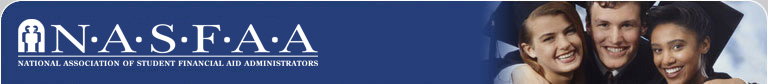 N·A·S·F·A·A
NATIONAL ASSOCIATION OF STUDENT FINANCIAL AID ADMINISTRATORS